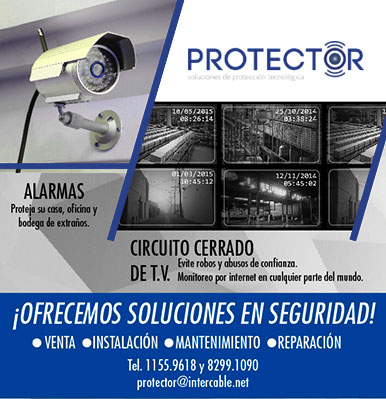 PROTECTOR
soluciones de protección tecnológica
10/05/2015
08:26:14
25/10/2014
03:38:24
01/03/2015
10:45:12
12/11/2014
05:45:02
ALARMAS
Proteja su casa, oficina y
bodega de extraños.
CIRCUITO CERRADO
DE T.V.
Evite robos y abusos de confianza.
Monitoreo por internet en cualquier parte del mundo.
¡OFRECEMOS SOLUCIONES EN SEGURIDAD!
● VENTA ● INSTALACIÓN ● MANTENIMIENTO ● REPARACIÓN
Tel. 1155.9618 y 8299.1090
protector@intercable.net